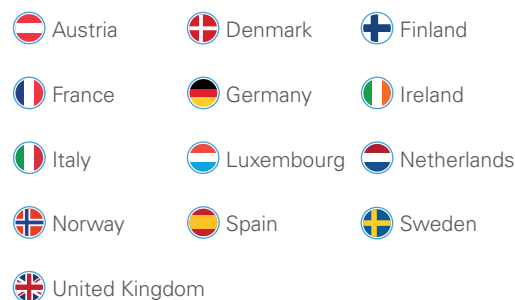 Austria Denmark Finland
France Germany Ireland
Italy Luxembourg Netherlands
Norway Spain Sweden
United Kingdom